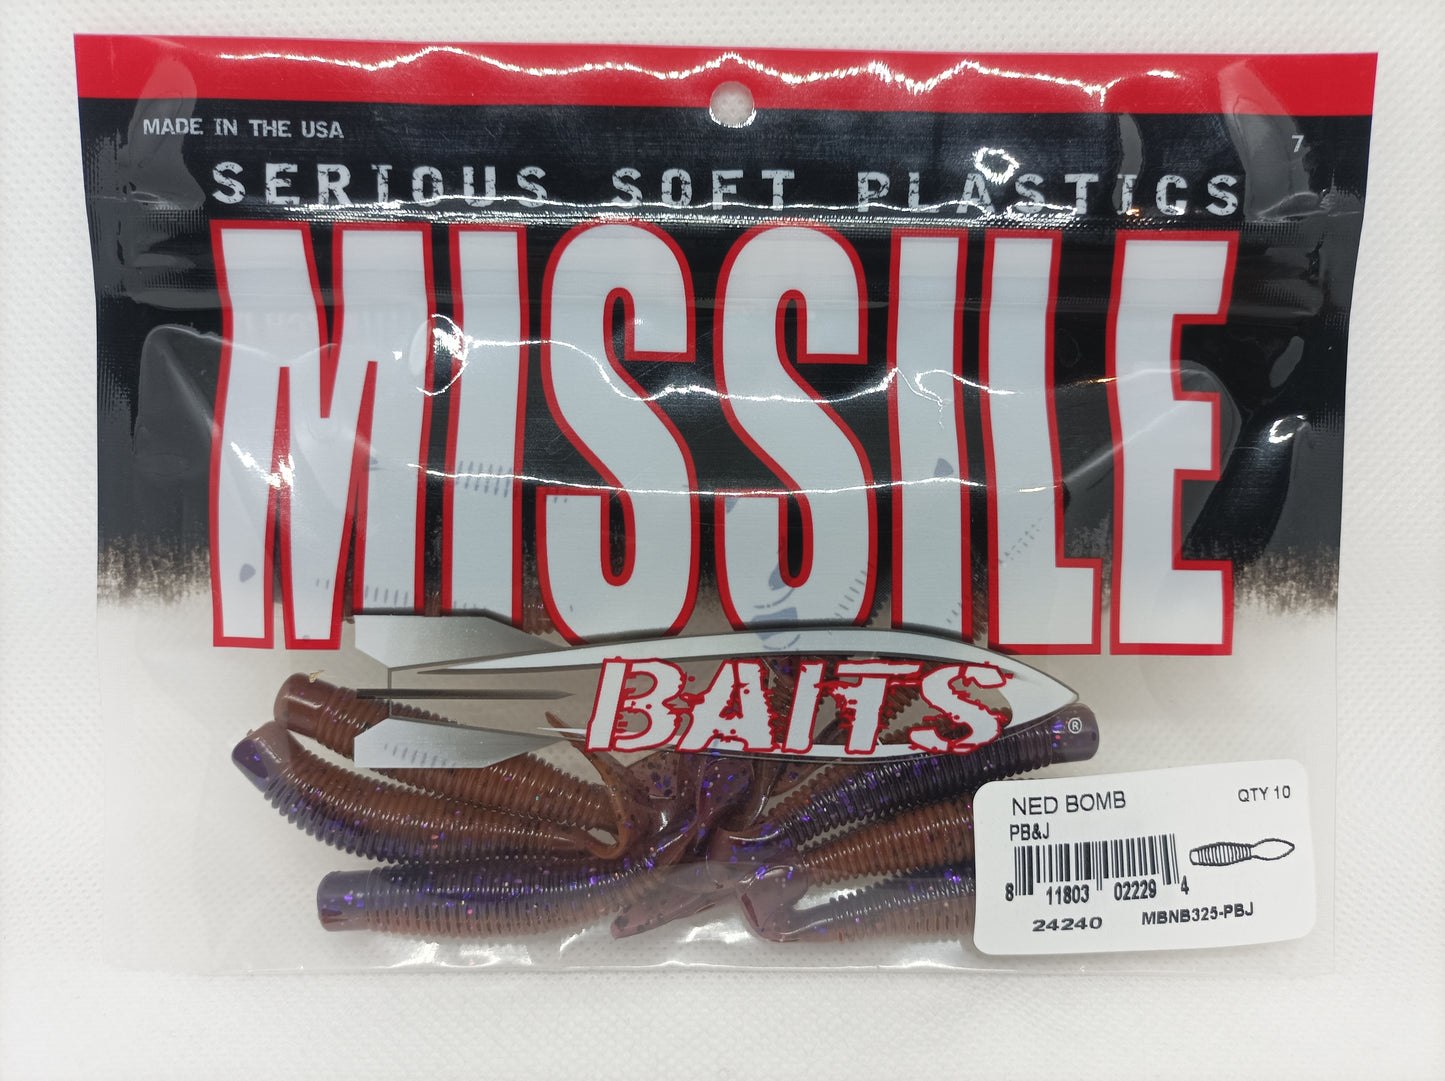 MADE IN THE USA
7
SERIOUS SOFT PLASTICS
MISSILE
BAITS®
NED BOMB
QTY 10
PB&J
8 11803 02229 4
24240
MBNB325-PBJ